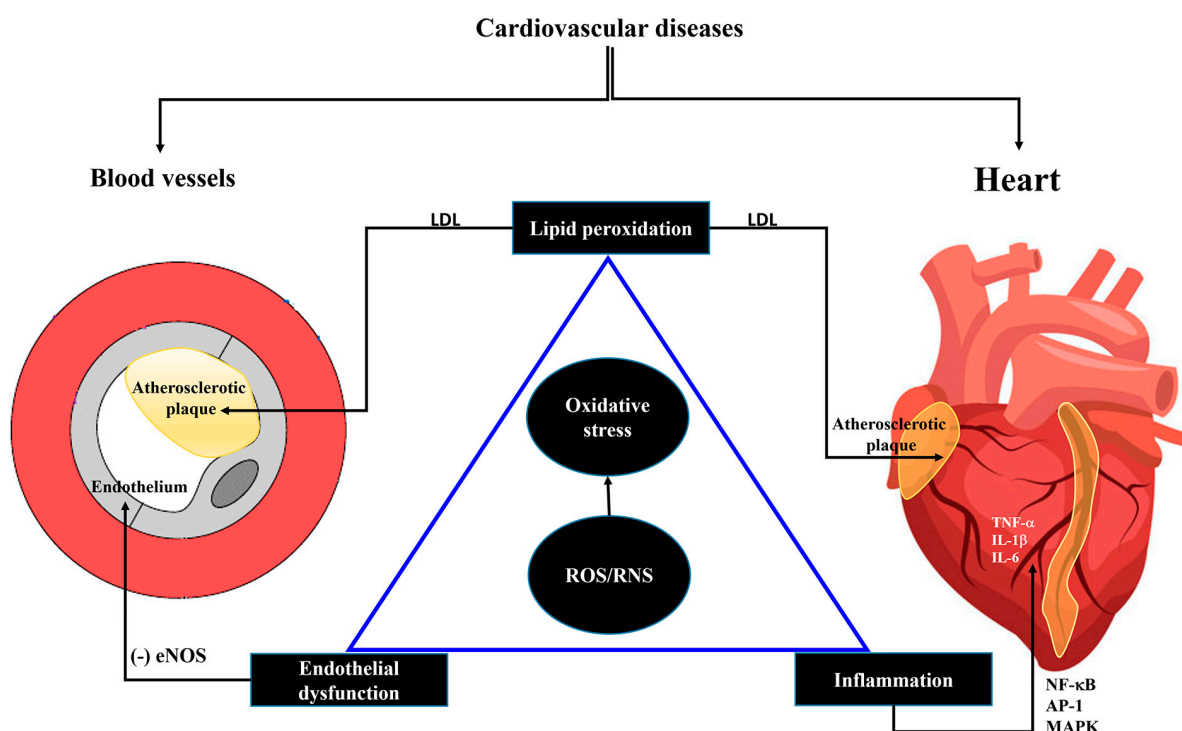 Cardiovascular diseases
Blood vessels
Heart
LDL
Lipid peroxidation
LDL
Atherosclerotic
plaque
Oxidative
stress
Atherosclerotic
plaque
Endothelium
TNF-α
IL-1β
IL-6
ROS/RNS
(-) eNOS
Endothelial
dysfunction
Inflammation
NF-κB
AP-1
MAPK